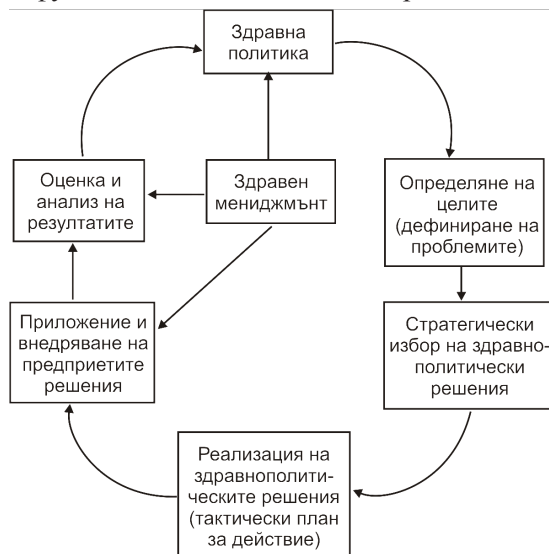 Здравна
политика
Оценка и
анализ на
резултатите
Здравен
мениджмънт
Определяне на
целите
(дефиниране на
проблемите)
Приложение и
внедряване на
предприетите
решения
Стратегически
избор на здравно-
политически
решения
Реализация на
здравнополити-
ческите решения
(тактически план
за действие)